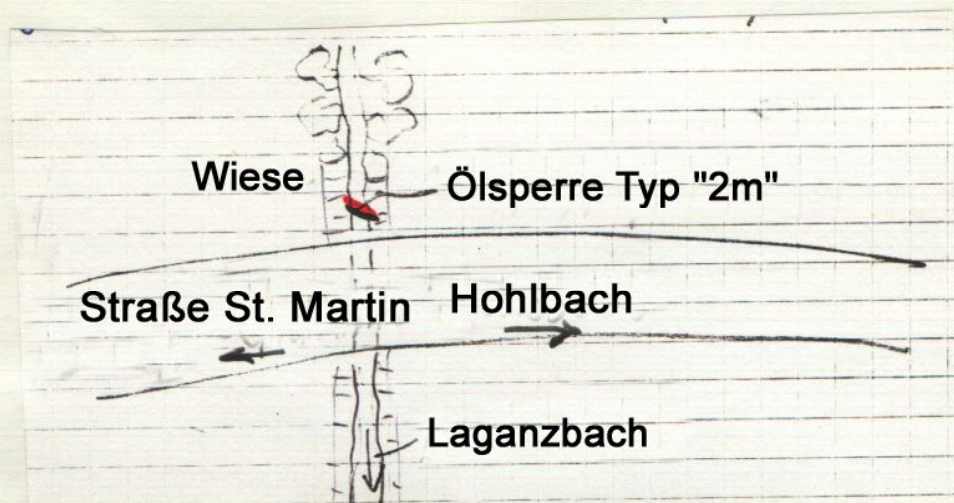 Wiese
Ölsperre Typ "2m"
Straße St. Martin
Hohlbach
Laganzbach